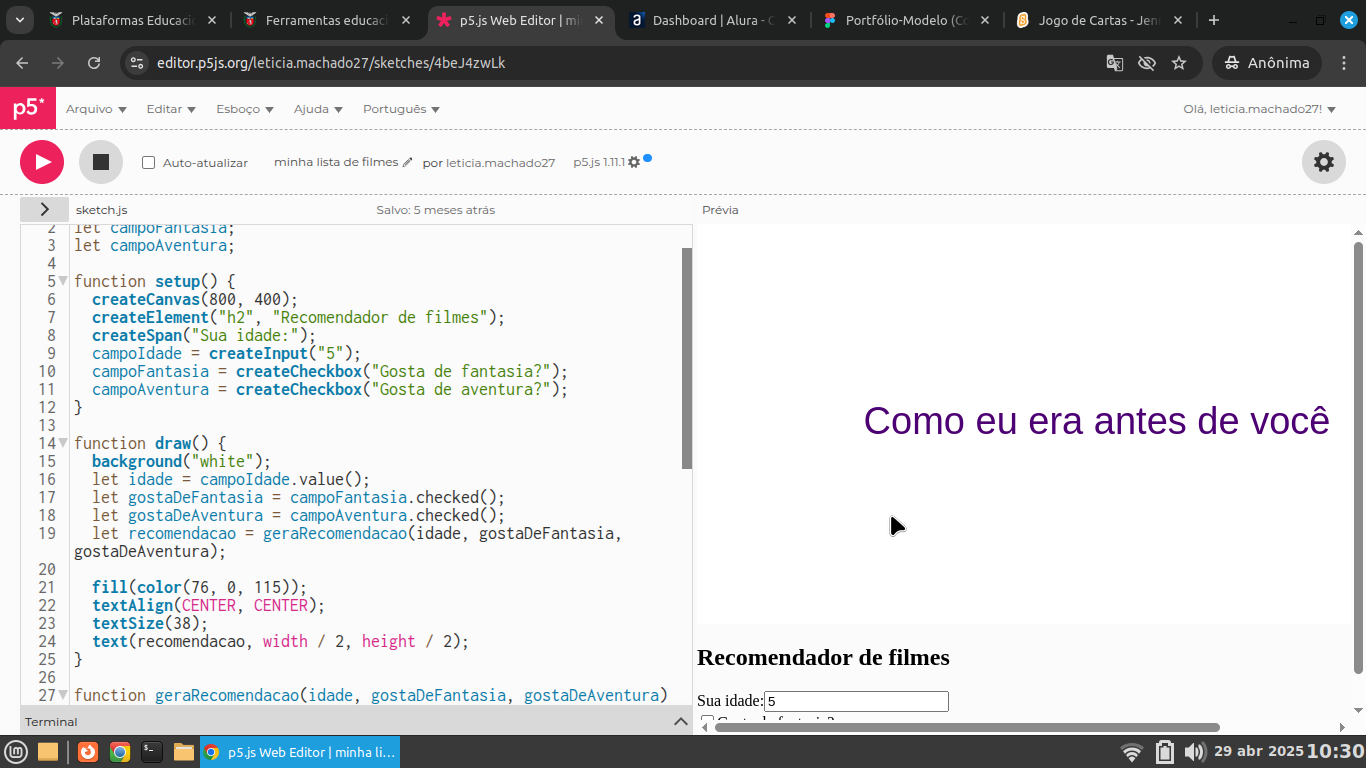 Plataformas Educaci
Ferramentas educaci
p5.js Web Editor | mi
Dashboard | Alura - C
Portfólio-Modelo (Co
Jogo de Cartas - Jenn
editor.p5js.org/leticia.machado27/sketches/4beJ4zwLk
Anônima
p5*
Arquivo
Editar
Esboço
Ajuda
Português
Olá, leticia.machado27!
Auto-atualizar
minha lista de filmes
por leticia.machado27
p5.js 1.11.1
sketch.js
Salvo: 5 meses atrás
Prévia
2 let campoFantasia;
3 let campoAventura;
4
5 function setup() {
6 createCanvas(800, 400);
7 createElement("h2", "Recomendador de filmes");
8 createSpan("Sua idade:");
9 campoIdade = createInput("5");
10 campoFantasia = createCheckbox("Gosta de fantasia?");
11 campoAventura = createCheckbox("Gosta de aventura?");
12 }
13
14 function draw() {
15 background("white");
16 let idade = campoIdade.value();
17 let gostaDeFantasia = campoFantasia.checked();
18 let gostaDeAventura = campoAventura.checked();
19 let recomendacao = geraRecomendacao(idade, gostaDeFantasia,
gostaDeAventura);
20
21 fill(color(76, 0, 115));
22 textAlign(CENTER, CENTER);
23 textSize(38);
24 text(recomendacao, width / 2, height / 2);
25 }
26
27 function geraRecomendacao(idade, gostaDeFantasia, gostaDeAventura)
Terminal
Como eu era antes de você
Recomendador de filmes
Sua idade:5
Gosta de fantasia?
p5.js Web Editor | minha li...
29 abr 2025 10:30